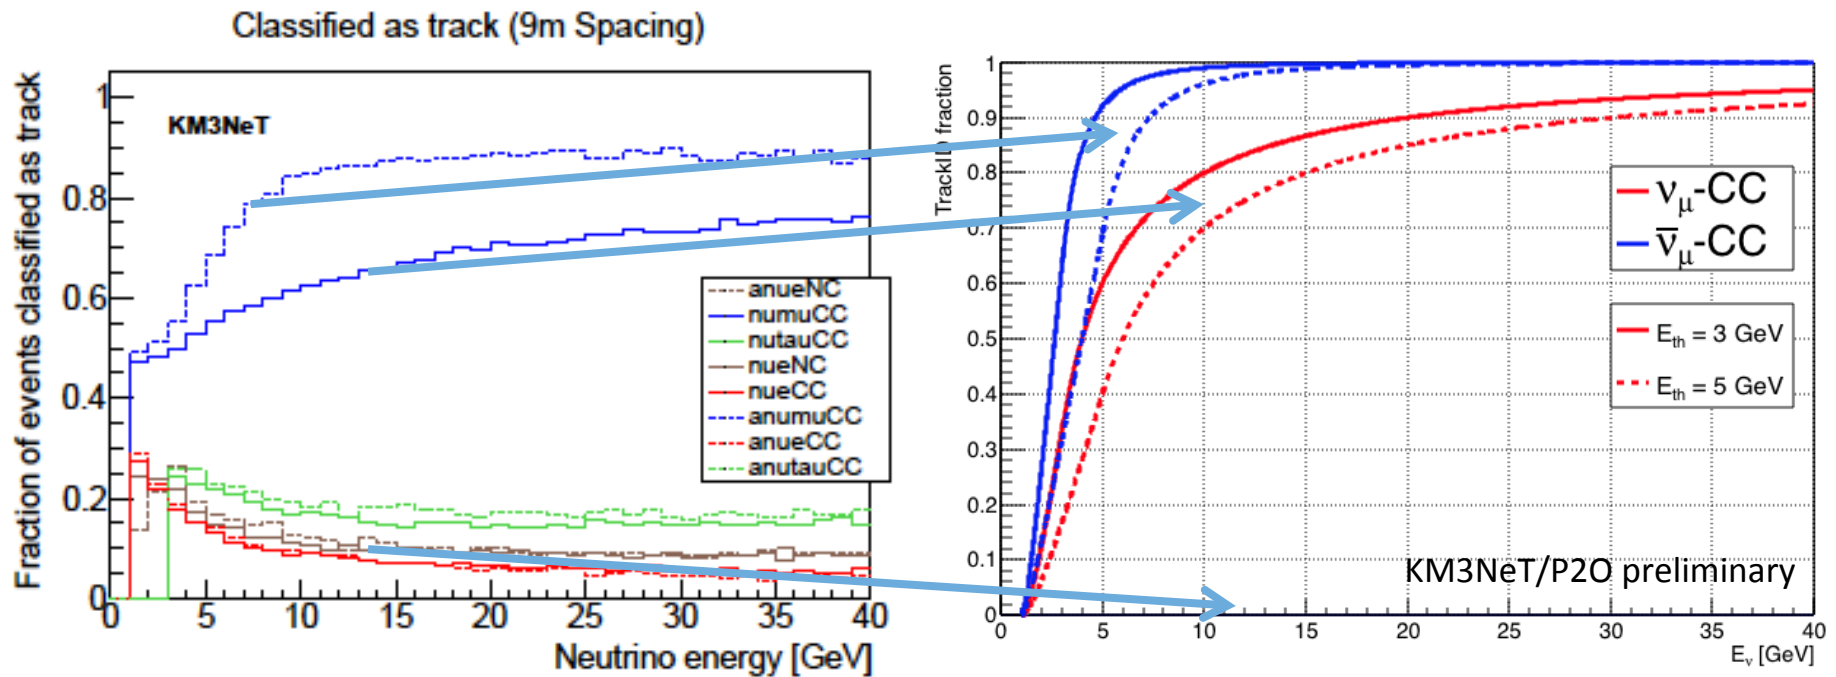 Classified as track (9m Spacing)
Fraction of events classified as track
1
0.8
0.6
0.4
0.2
0
KM3NeT
anueNC
numuCC
nutauCC
nueNC
nueCC
anumuCC
anueCC
anutauCC
0 5 10 15 20 25 30 35 40
Neutrino energy [GeV]
TrackID fraction
1
0.9
0.8
0.7
0.6
0.5
0.4
0.3
0.2
0.1
0
νμ-CC
ν̅μ-CC
Eth = 3 GeV
Eth = 5 GeV
KM3NeT/P2O preliminary
0 5 10 15 20 25 30 35 40
Eν [GeV]